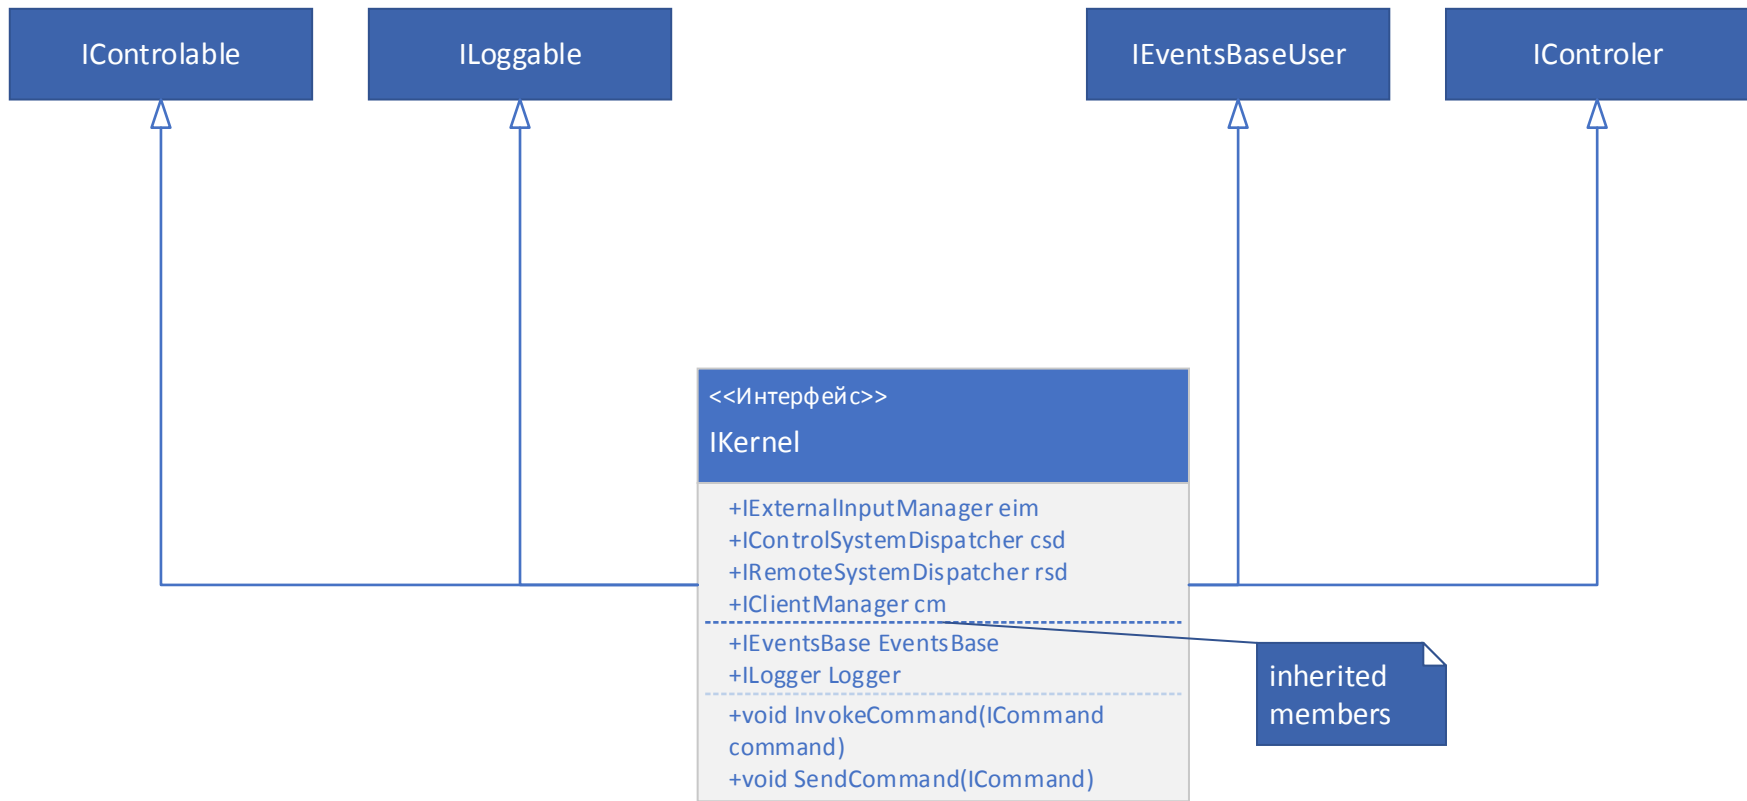 IControlable
ILoggable
IEventsBaseUser
IControler
<<Интерфейс>>
IKernel
+IExternalInputManager eim
+IControlSystemDispatcher csd
+IRemoteSystemDispatcher rsd
+IClientManager cm
+IEventsBase EventsBase
+ILogger Logger
+void InvokeCommand(ICommand
command)
+void SendCommand(ICommand)
inherited
members